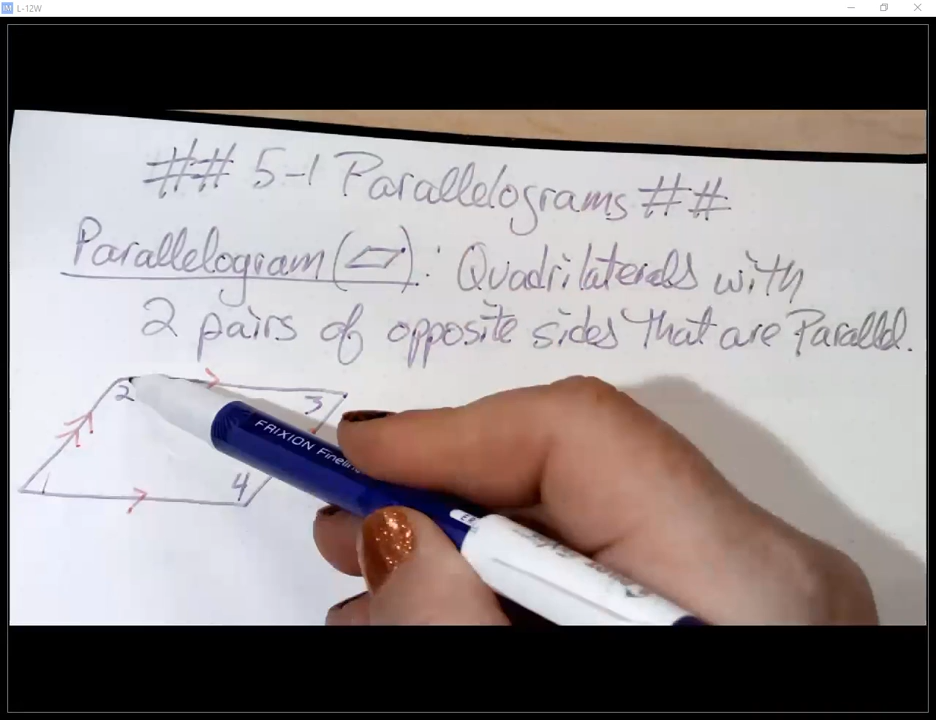 L-12W
## 5-1 Parallelograms ##
Parallelogram (▱): Quadrilaterals with
2 pairs of opposite sides that are Parallel.
2
3
1
4
FRIXION Fineli